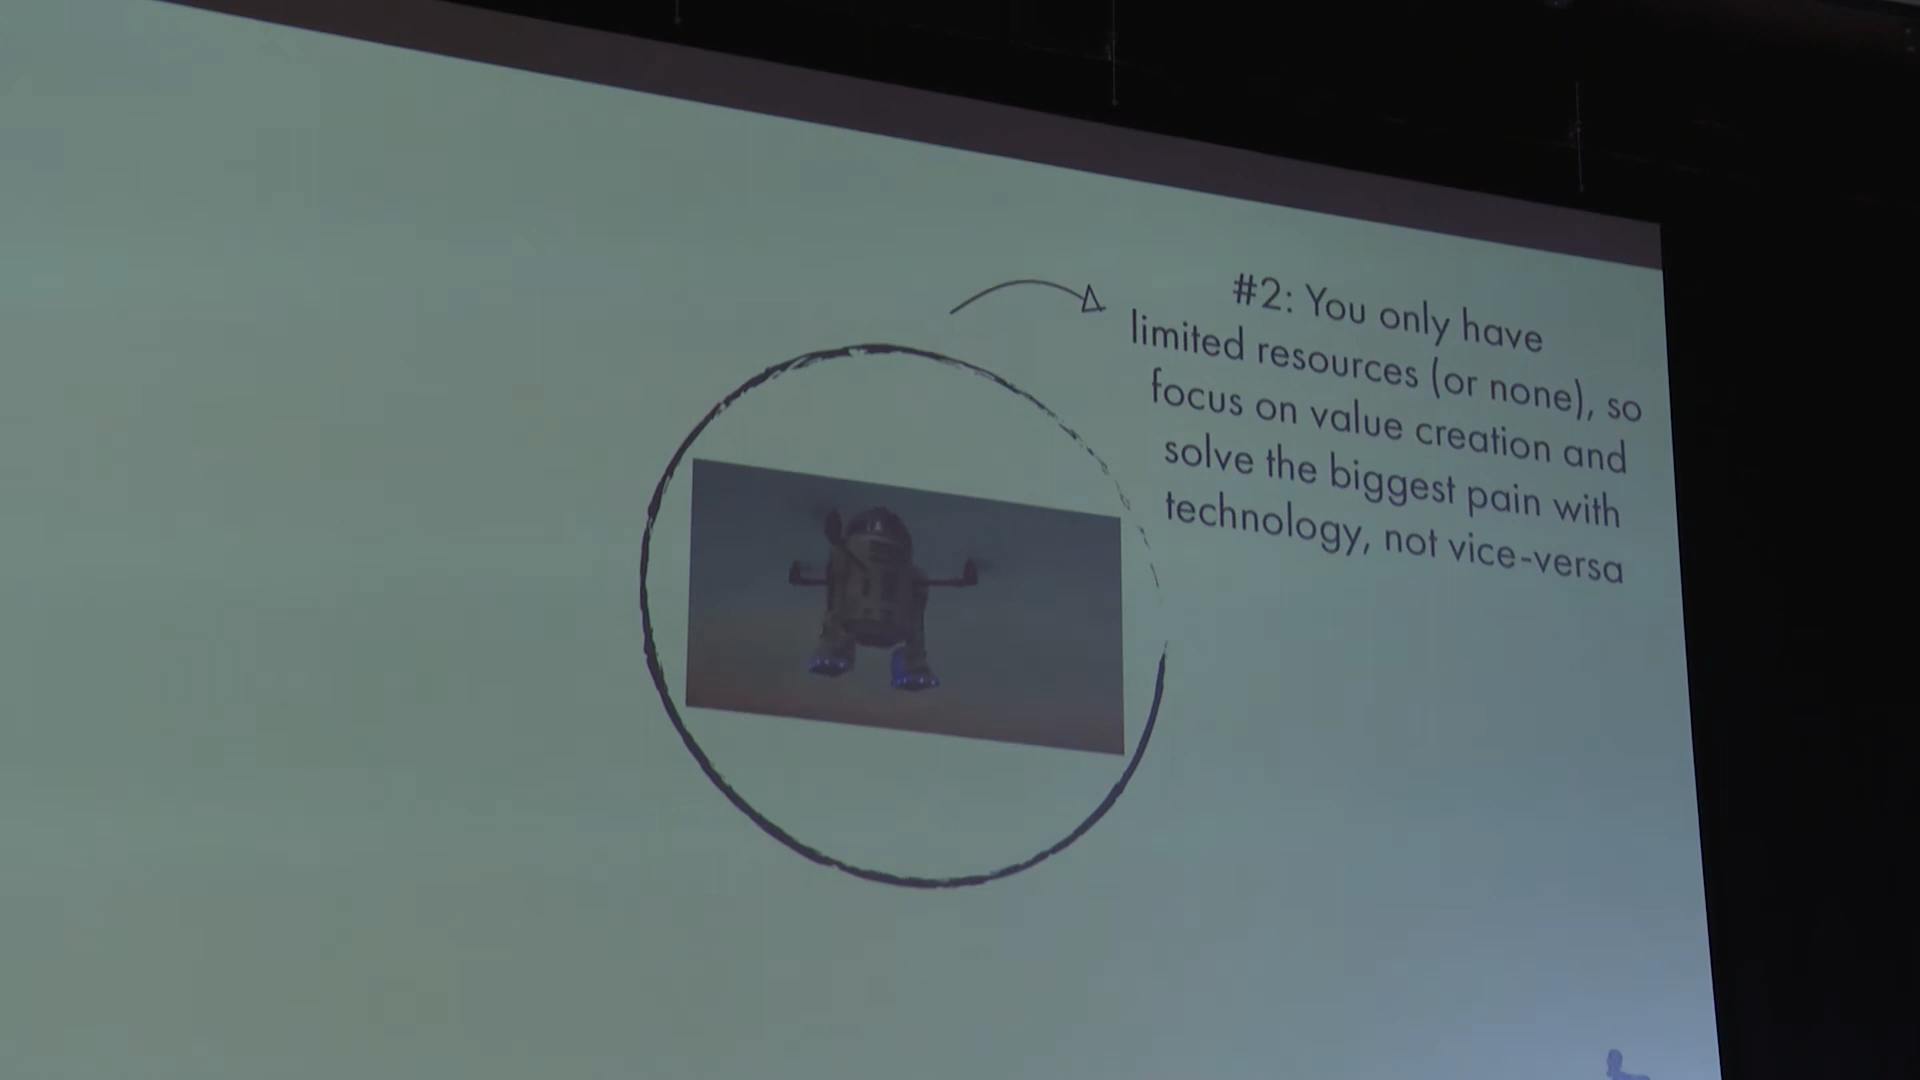 #2: You only have
limited resources (or none), so
focus on value creation and
solve the biggest pain with
technology, not vice-versa